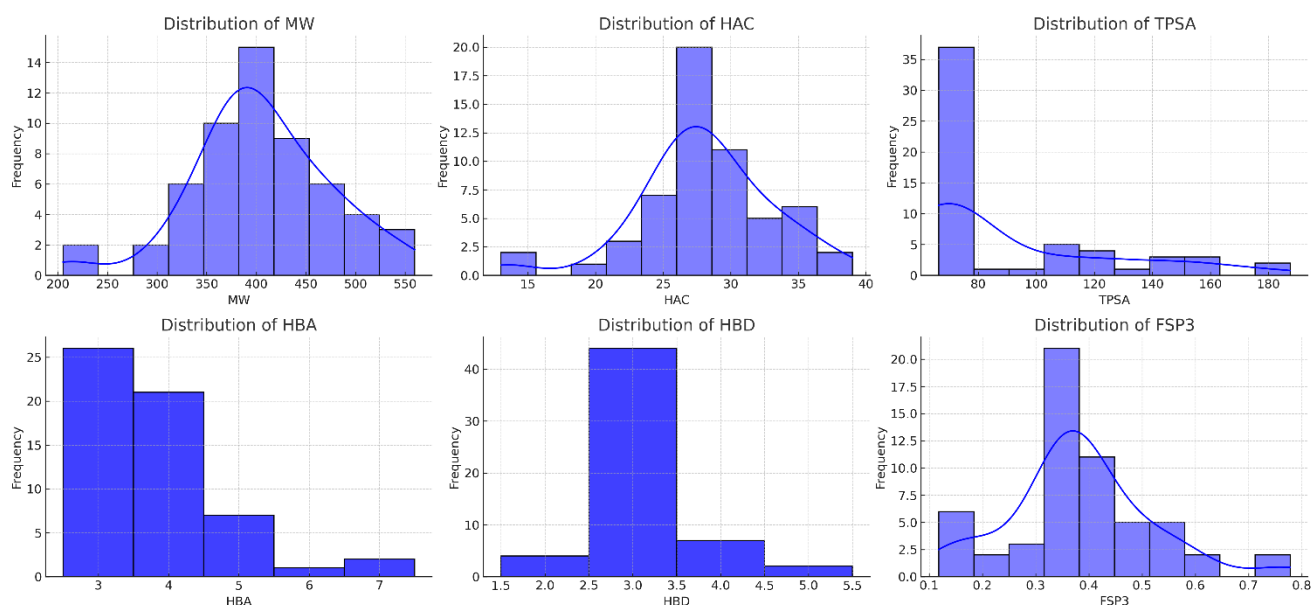 Distribution of MW
Frequency
14
12
10
8
6
4
2
0
200 250 300 350 400 450 500 550
MW
Distribution of HAC
Frequency
20.0
17.5
15.0
12.5
10.0
7.5
5.0
2.5
0.0
15 20 25 30 35 40
HAC
Distribution of TPSA
Frequency
35
30
25
20
15
10
5
0
80 100 120 140 160 180
TPSA
Distribution of HBA
Frequency
25
20
15
10
5
0
3 4 5 6 7
HBA
Distribution of HBD
Frequency
40
30
20
10
0
1.5 2.0 2.5 3.0 3.5 4.0 4.5 5.0 5.5
HBD
Distribution of FSP3
Frequency
20.0
17.5
15.0
12.5
10.0
7.5
5.0
2.5
0.0
0.1 0.2 0.3 0.4 0.5 0.6 0.7 0.8
FSP3